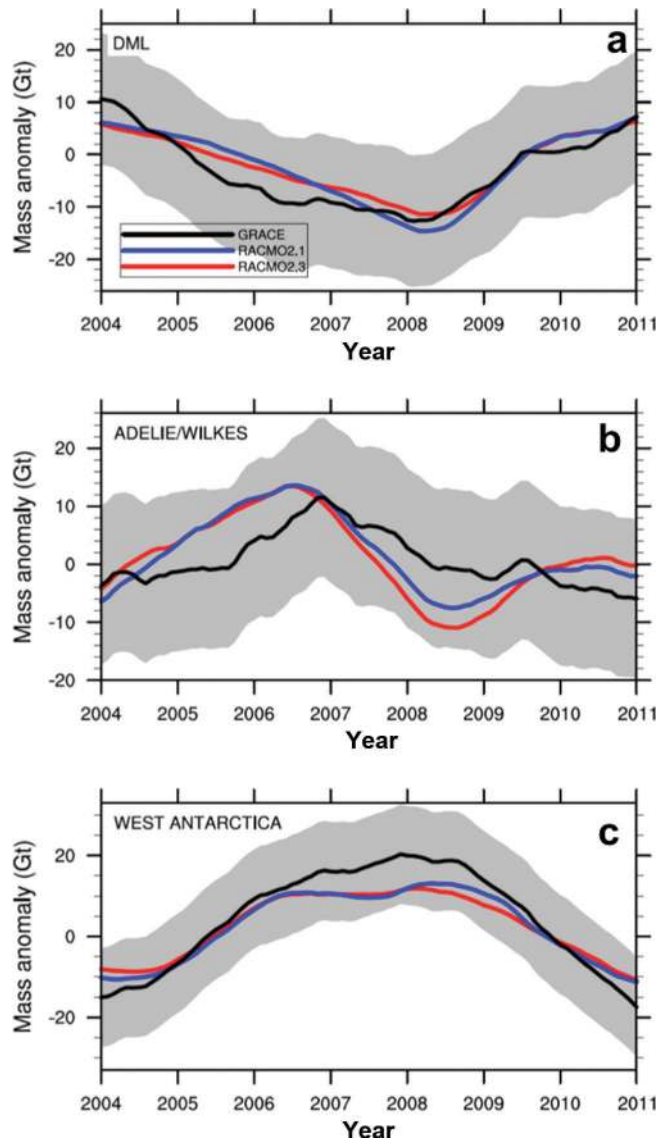 DML
a
Mass anomaly (Gt)
20
10
0
-10
-20
GRACE
RACMO2.1
RACMO2.3
2004 2005 2006 2007 2008 2009 2010 2011
Year
ADELIE/WILKES
b
Mass anomaly (Gt)
20
10
0
-10
-20
2004 2005 2006 2007 2008 2009 2010 2011
Year
WEST ANTARCTICA
c
Mass anomaly (Gt)
20
0
-20
2004 2005 2006 2007 2008 2009 2010 2011
Year